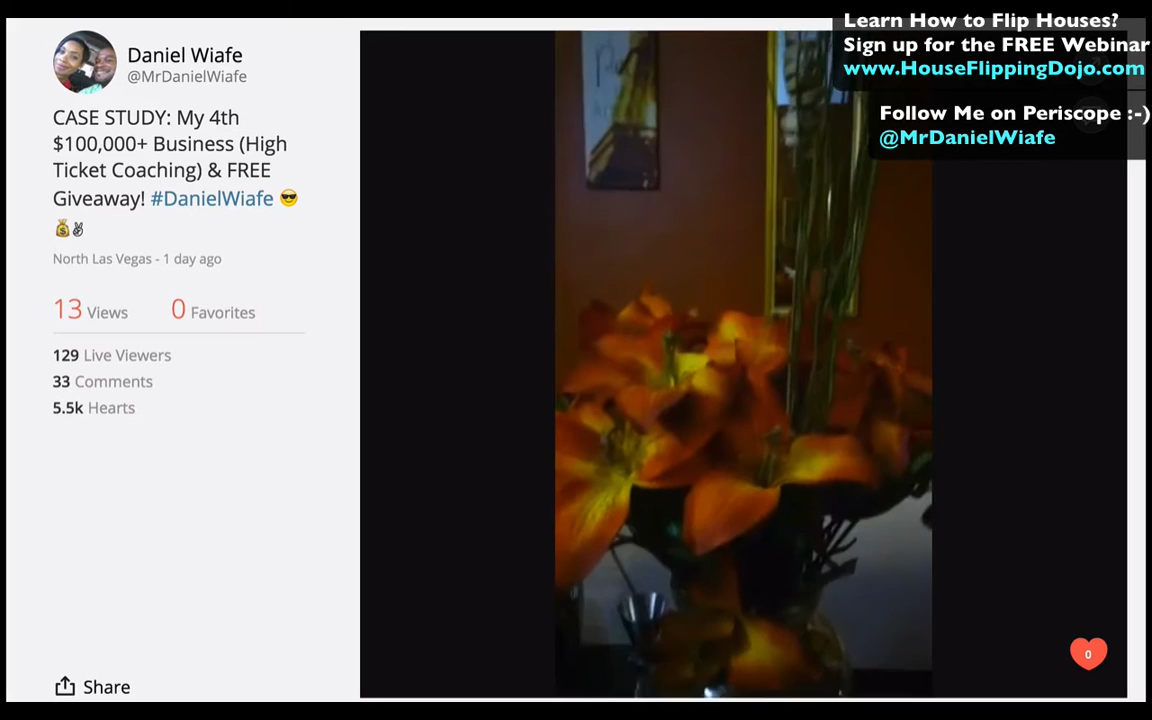 Daniel Wiafe
@MrDanielWiafe
CASE STUDY: My 4th
$100,000+ Business (High
Ticket Coaching) & FREE
Giveaway! #DanielWiafe 😎
💰✌
North Las Vegas - 1 day ago
13 Views 0 Favorites
129 Live Viewers
33 Comments
5.5k Hearts
Share
Learn How to Flip Houses?
Sign up for the FREE Webinar
www.HouseFlippingDojo.com
Follow Me on Periscope :-)
@MrDanielWiafe
0